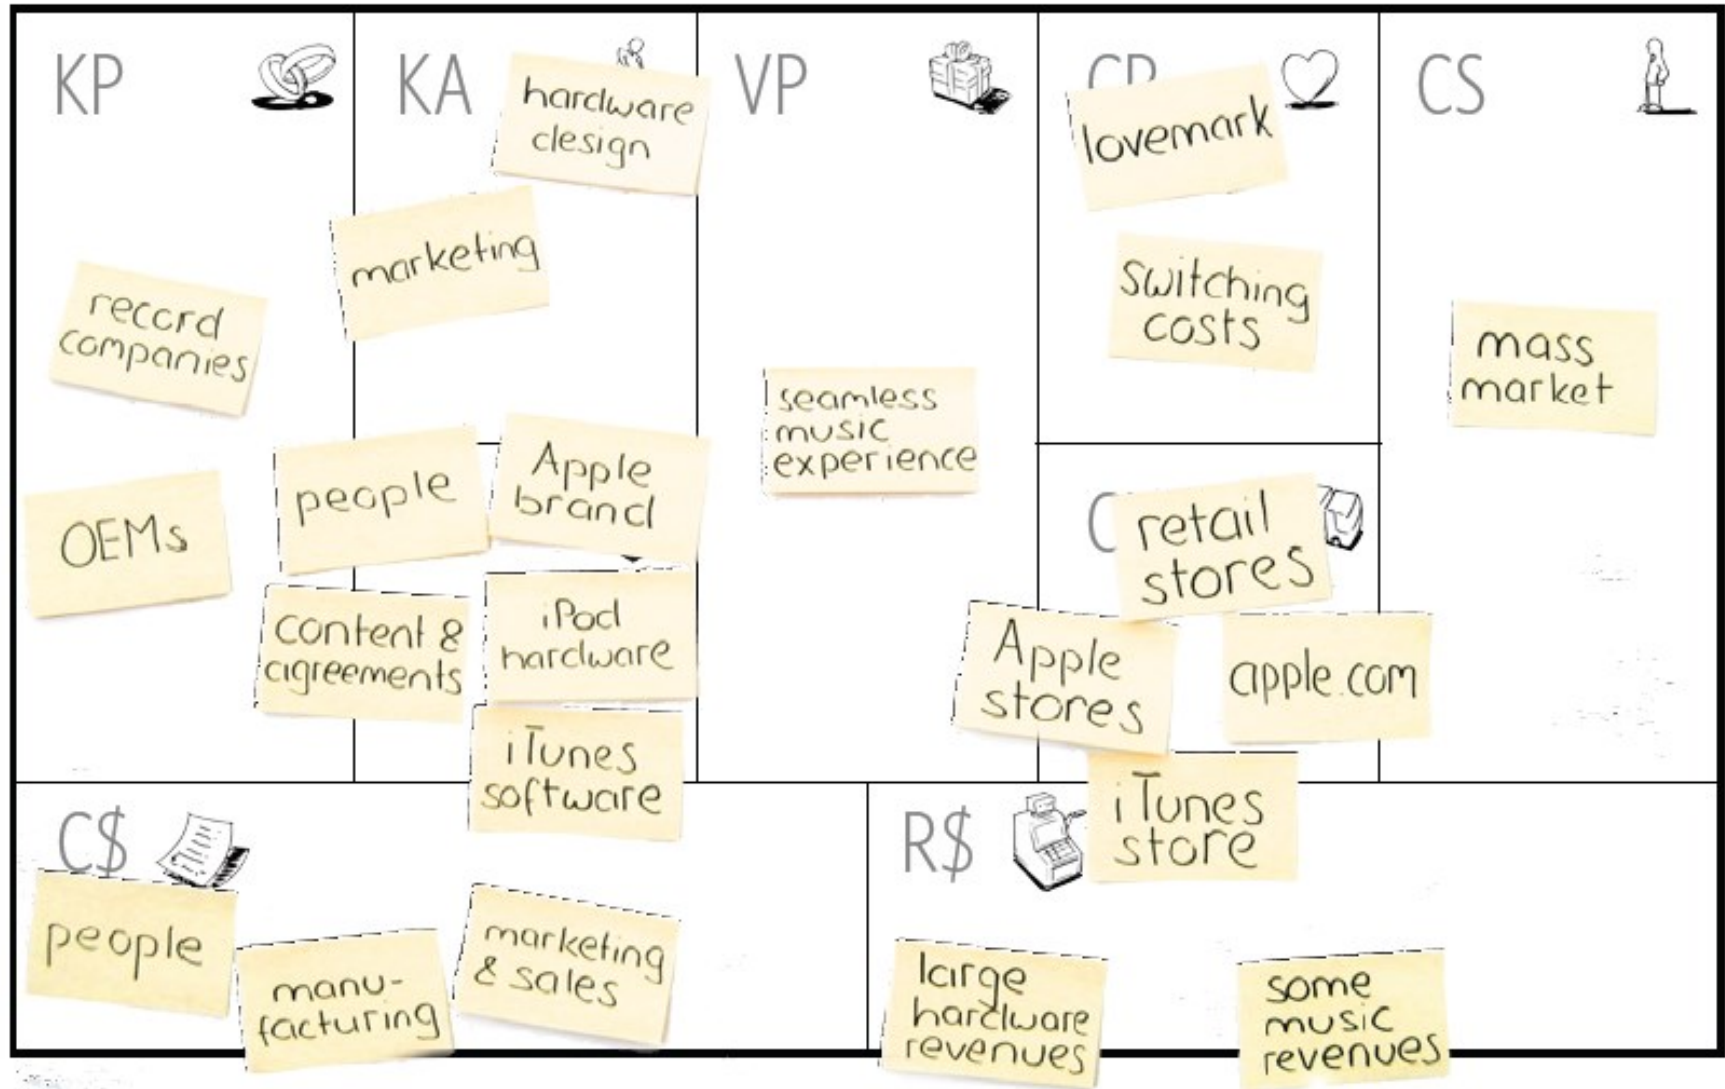 KP
record
companies
OEMs
KA
hardware
design
marketing
people
Apple
brand
content &
agreements
iPod
hardware
iTunes
software
VP
seamless
music
experience
CR
lovemark
switching
costs
retail
stores
Apple
stores
apple.com
iTunes
store
CS
mass
market
C$
people
manu-
facturing
marketing
& sales
R$
large
hardware
revenues
some
music
revenues